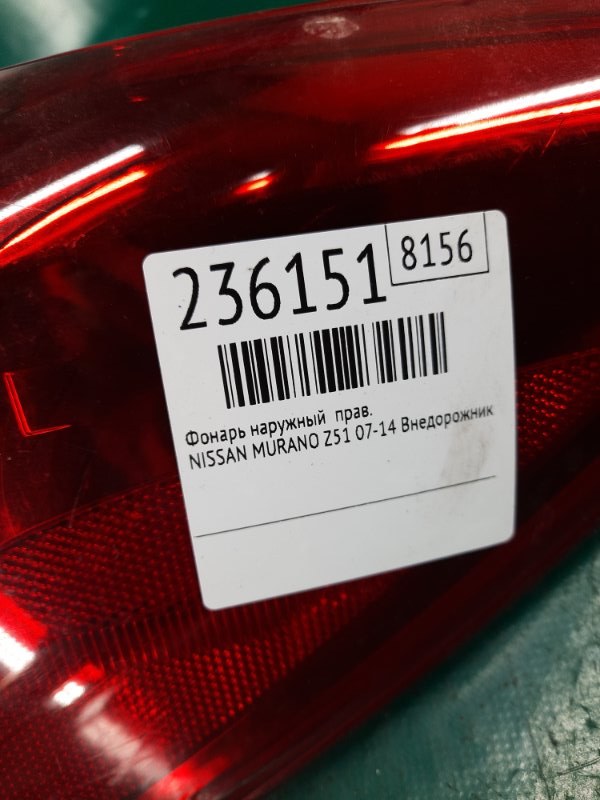 236151 8156
Фонарь наружный прав.
NISSAN MURANO Z51 07-14 Внедорожник